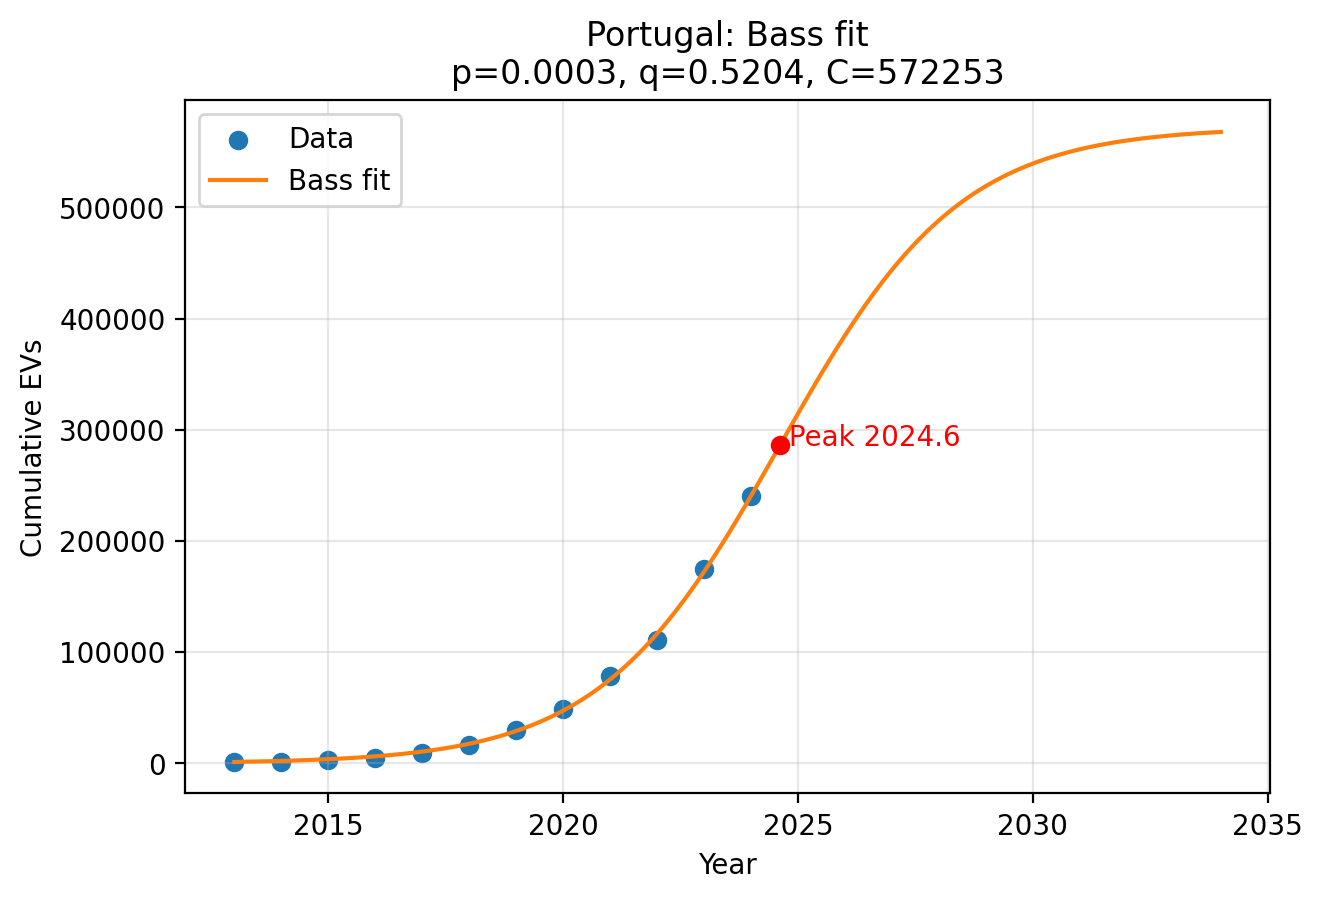 Portugal: Bass fit
p=0.0003, q=0.5204, C=572253
Data
Bass fit
500000
400000
300000
200000
100000
0
Cumulative EVs
Peak 2024.6
2015
2020
2025
2030
2035
Year